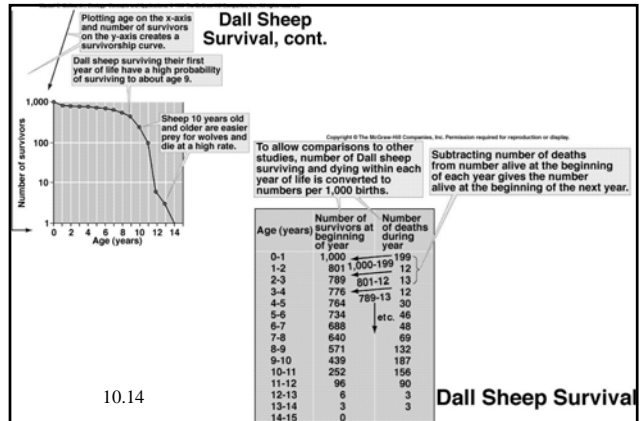 Dall Sheep
Survival, cont.
Plotting age on the x-axis
and number of survivors
on the y-axis creates a
survivorship curve.
Dall sheep surviving their first
year of life have a high probability
of surviving to about age 9.
Sheep 10 years old
and older are easier
prey for wolves and
die at a high rate.
Number of survivors
1,000
100
10
1
0 2 4 6 8 10 12 14
Age (years)
Copyright © The McGraw-Hill Companies, Inc. Permission required for reproduction or display.
To allow comparisons to other
studies, number of Dall sheep
surviving and dying within each
year of life is converted to
numbers per 1,000 births.
Subtracting number of deaths
from number alive at the beginning
of each year gives the number
alive at the beginning of the next year.
Age (years) Number of survivors at beginning of year Number of deaths during year
0-1 1,000 199
1,000-199
1-2 801 12
801-12
2-3 789 13
789-13
3-4 776 12
4-5 764 30
etc.
5-6 734 46
6-7 688 48
7-8 640 69
8-9 571 132
9-10 439 187
10-11 252 156
11-12 96 90
12-13 6 3
13-14 3 3
14-15 0
10.14
Dall Sheep Survival